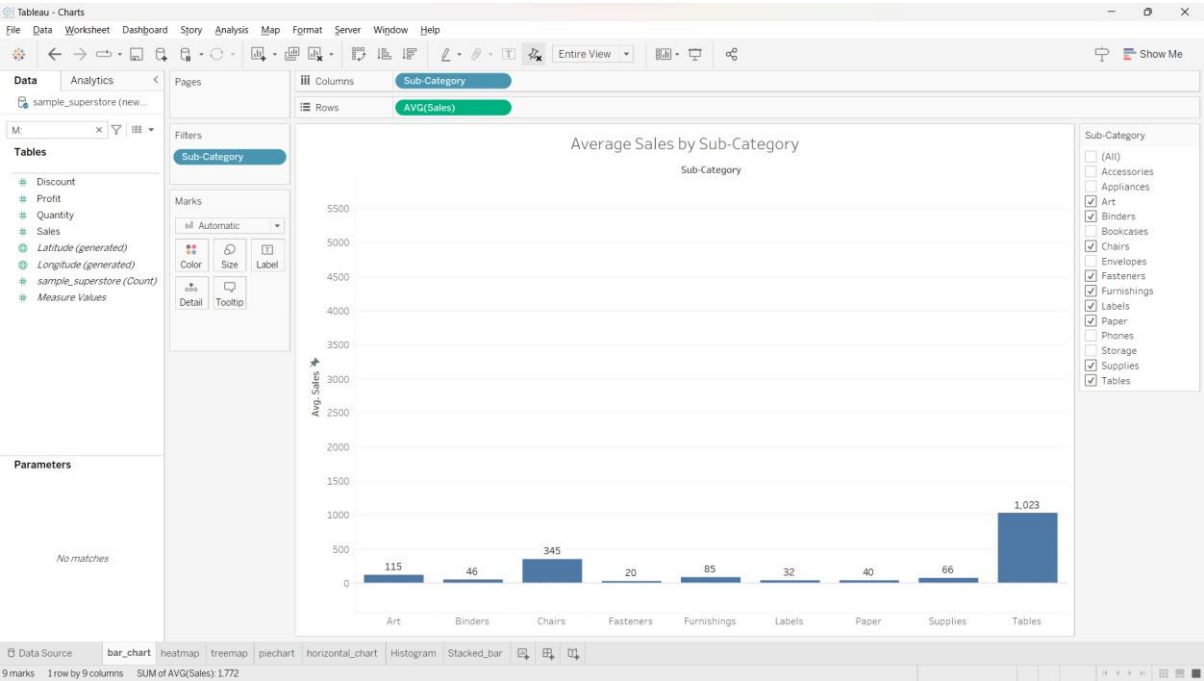 Tableau - Charts
File Data Worksheet Dashboard Story Analysis Map Format Server Window Help
Entire View
Show Me
Data Analytics
sample_superstore (new...
M:
Tables
Discount
Profit
Quantity
Sales
Latitude (generated)
Longitude (generated)
sample_superstore (Count)
Measure Values
Parameters
No matches
Pages
Filters
Sub-Category
Marks
Automatic
Color Size Label
Detail Tooltip
Columns Sub-Category
Rows AVG(Sales)
Average Sales by Sub-Category
Sub-Category
Avg. Sales
5500
5000
4500
4000
3500
3000
2500
2000
1500
1000
500
0
115 46 345 20 85 32 40 66 1,023
Art Binders Chairs Fasteners Furnishings Labels Paper Supplies Tables
Sub-Category
(All)
Accessories
Appliances
Art
Binders
Bookcases
Chairs
Envelopes
Fasteners
Furnishings
Labels
Paper
Phones
Storage
Supplies
Tables
Data Source bar_chart heatmap treemap piechart horizontal_chart Histogram Stacked_bar
9 marks 1 row by 9 columns SUM of AVG(Sales): 1,772